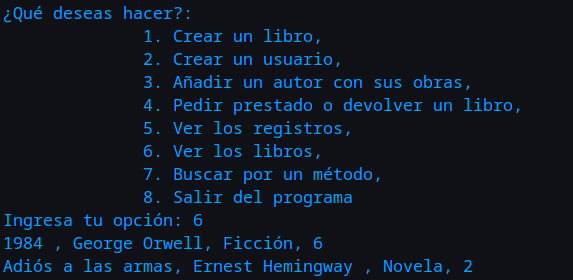 ¿Qué deseas hacer?:
1. Crear un libro,
2. Crear un usuario,
3. Añadir un autor con sus obras,
4. Pedir prestado o devolver un libro,
5. Ver los registros,
6. Ver los libros,
7. Buscar por un método,
8. Salir del programa
Ingresa tu opción: 6
1984 , George Orwell, Ficción, 6
Adiós a las armas, Ernest Hemingway , Novela, 2